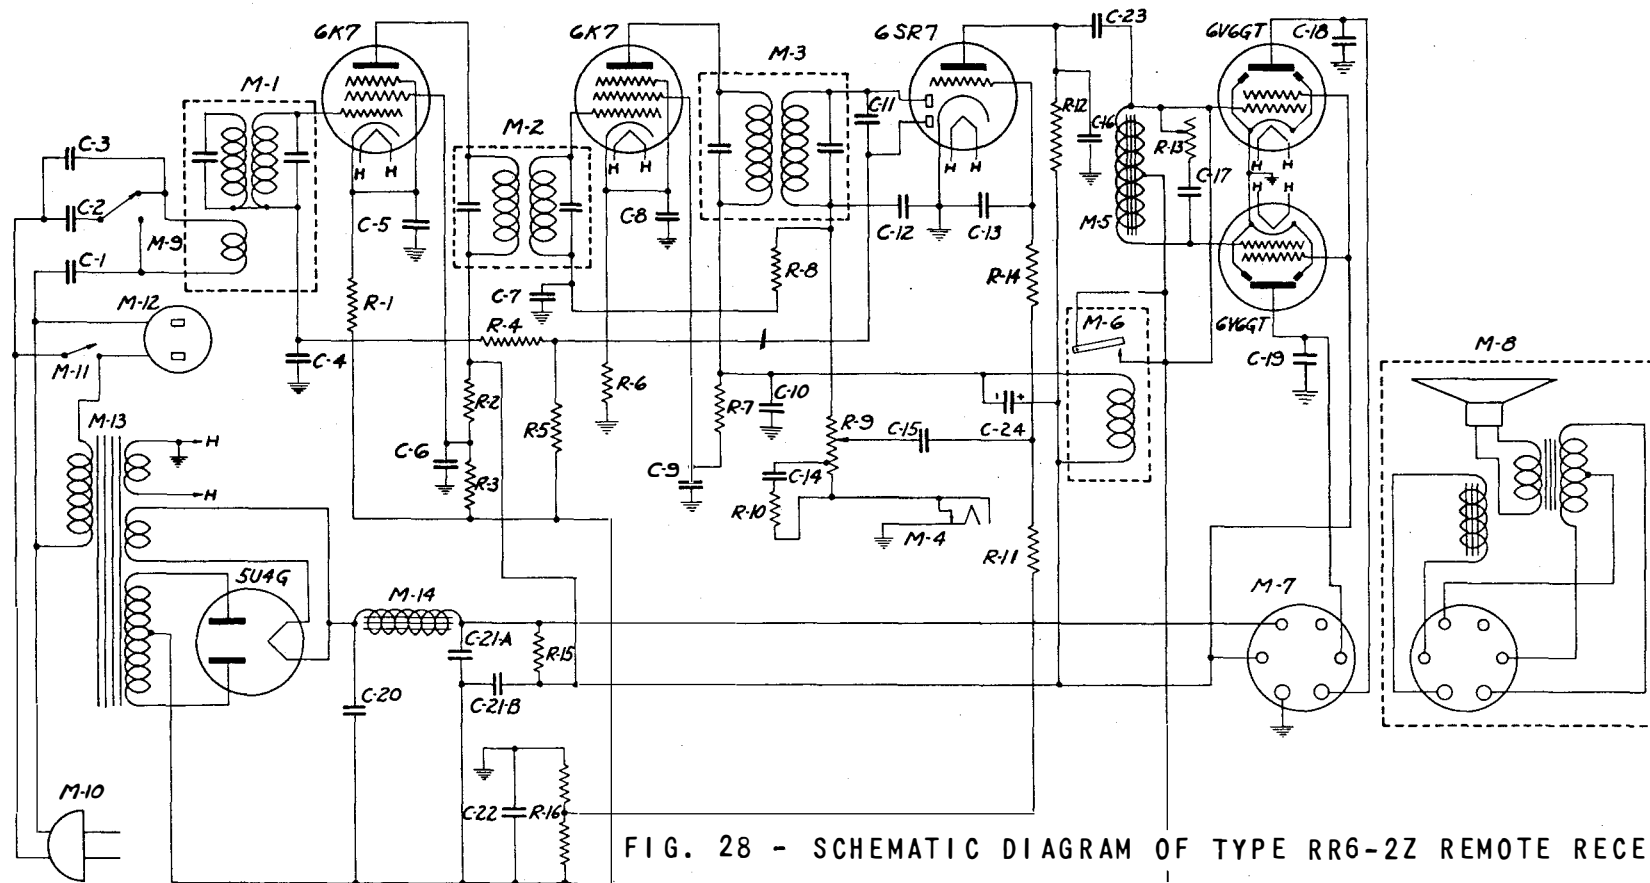 6K7
6K7
6SR7
C-23
6V6GT
C-18
M-1
M-3
C-3
C-11
R-12
C-16
R-13
M-2
C-2
C-17
H H
H H
H H
H H
H H
M-9
C-5
C-8
C-12
C-13
M-5
C-1
R-8
R-14
M-12
R-1
C-7
R-4
6V6GT
M-6
M-8
M-11
C-4
C-19
R-2
R-6
R-7
C-10
M-13
H
R-5
R-9
C-15
C-24
C-6
R-3
C-9
C-14
H
R-10
M-4
R-11
5U4G
M-14
M-7
C-21-A
R-15
C-20
C-21-B
M-10
C-22
R-16
FIG. 28 - SCHEMATIC DIAGRAM OF TYPE RR6-2Z REMOTE RECE